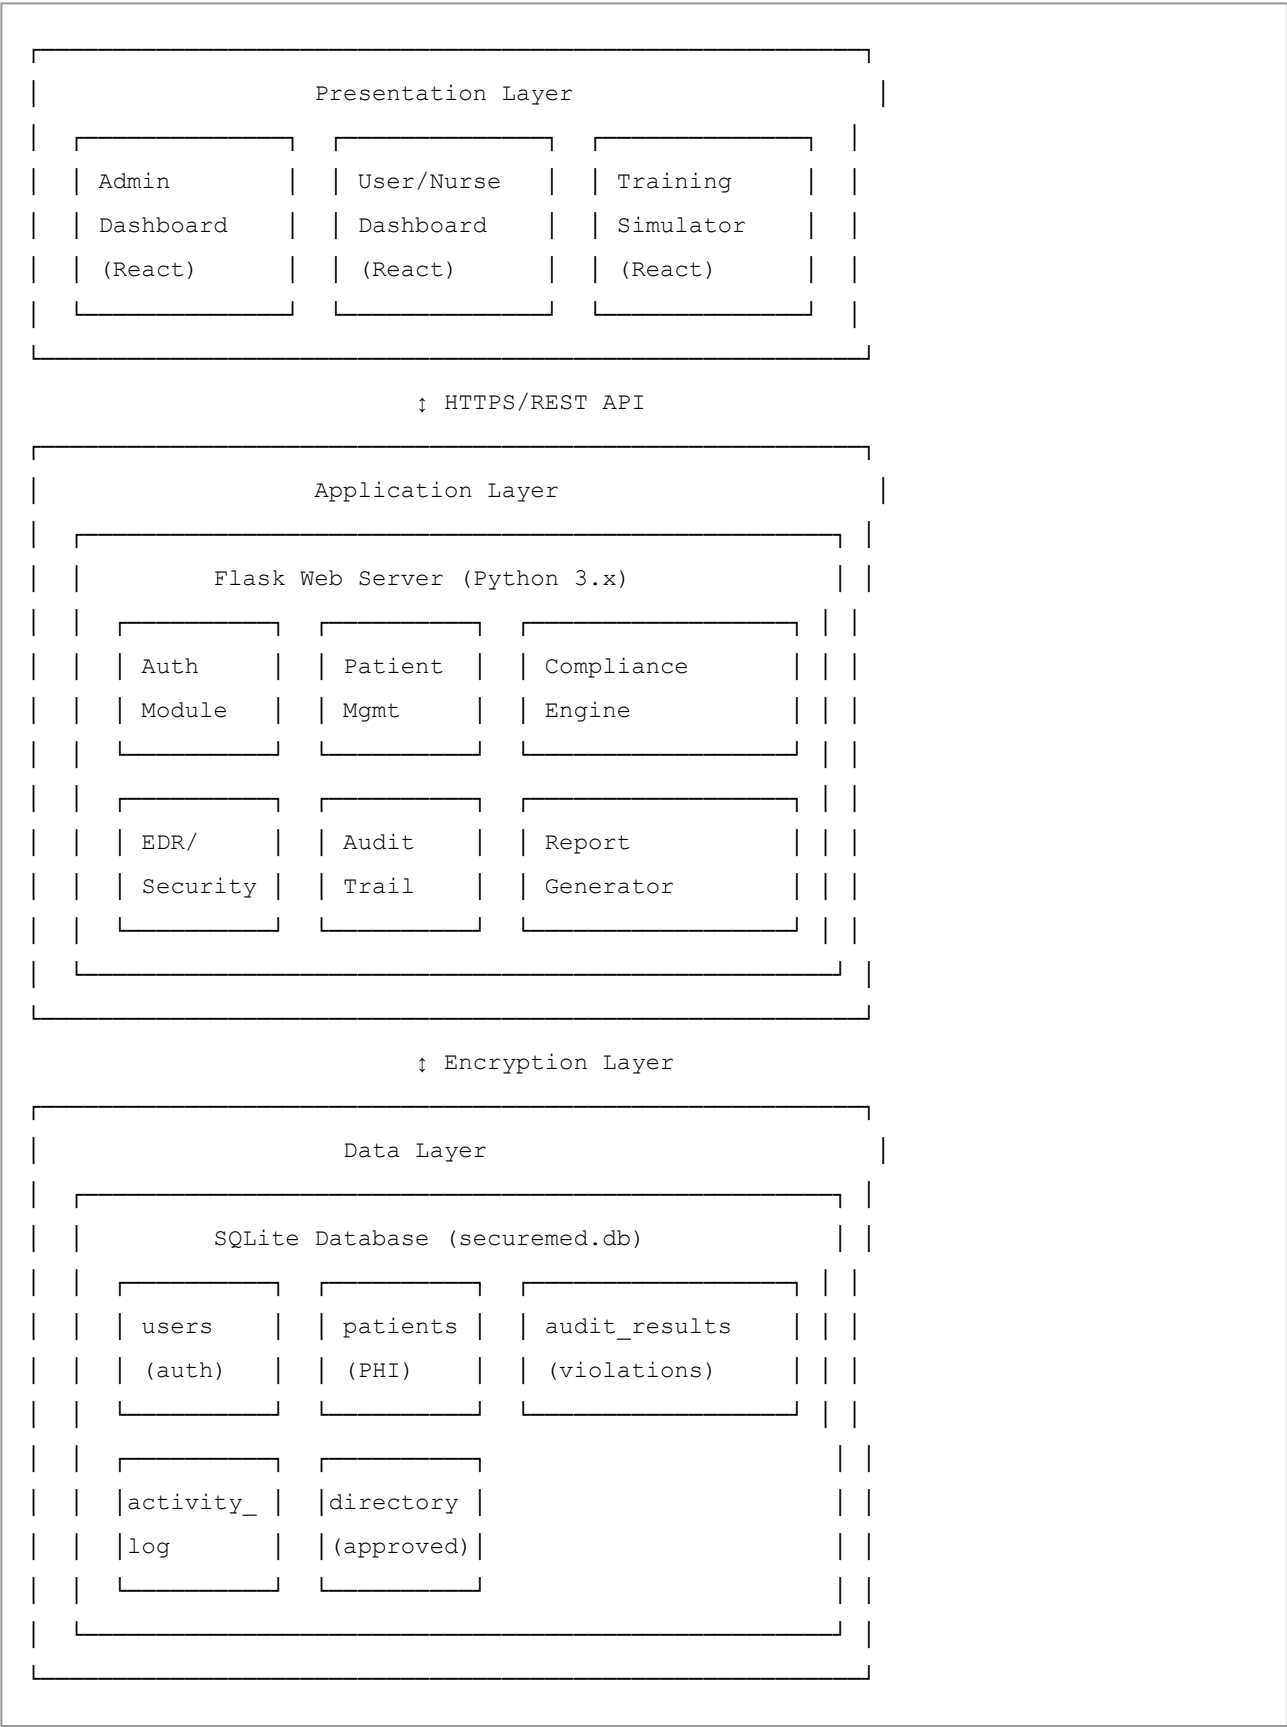 Presentation Layer
Admin User/Nurse Training
Dashboard Dashboard Simulator
(React) (React) (React)
↕ HTTPS/REST API
Application Layer
Flask Web Server (Python 3.x)
Auth Patient Compliance
Module Mgmt Engine
EDR/ Audit Report
Security Trail Generator
↕ Encryption Layer
Data Layer
SQLite Database (securemed.db)
users patients audit_results
(auth) (PHI) (violations)
activity_ directory
log (approved)